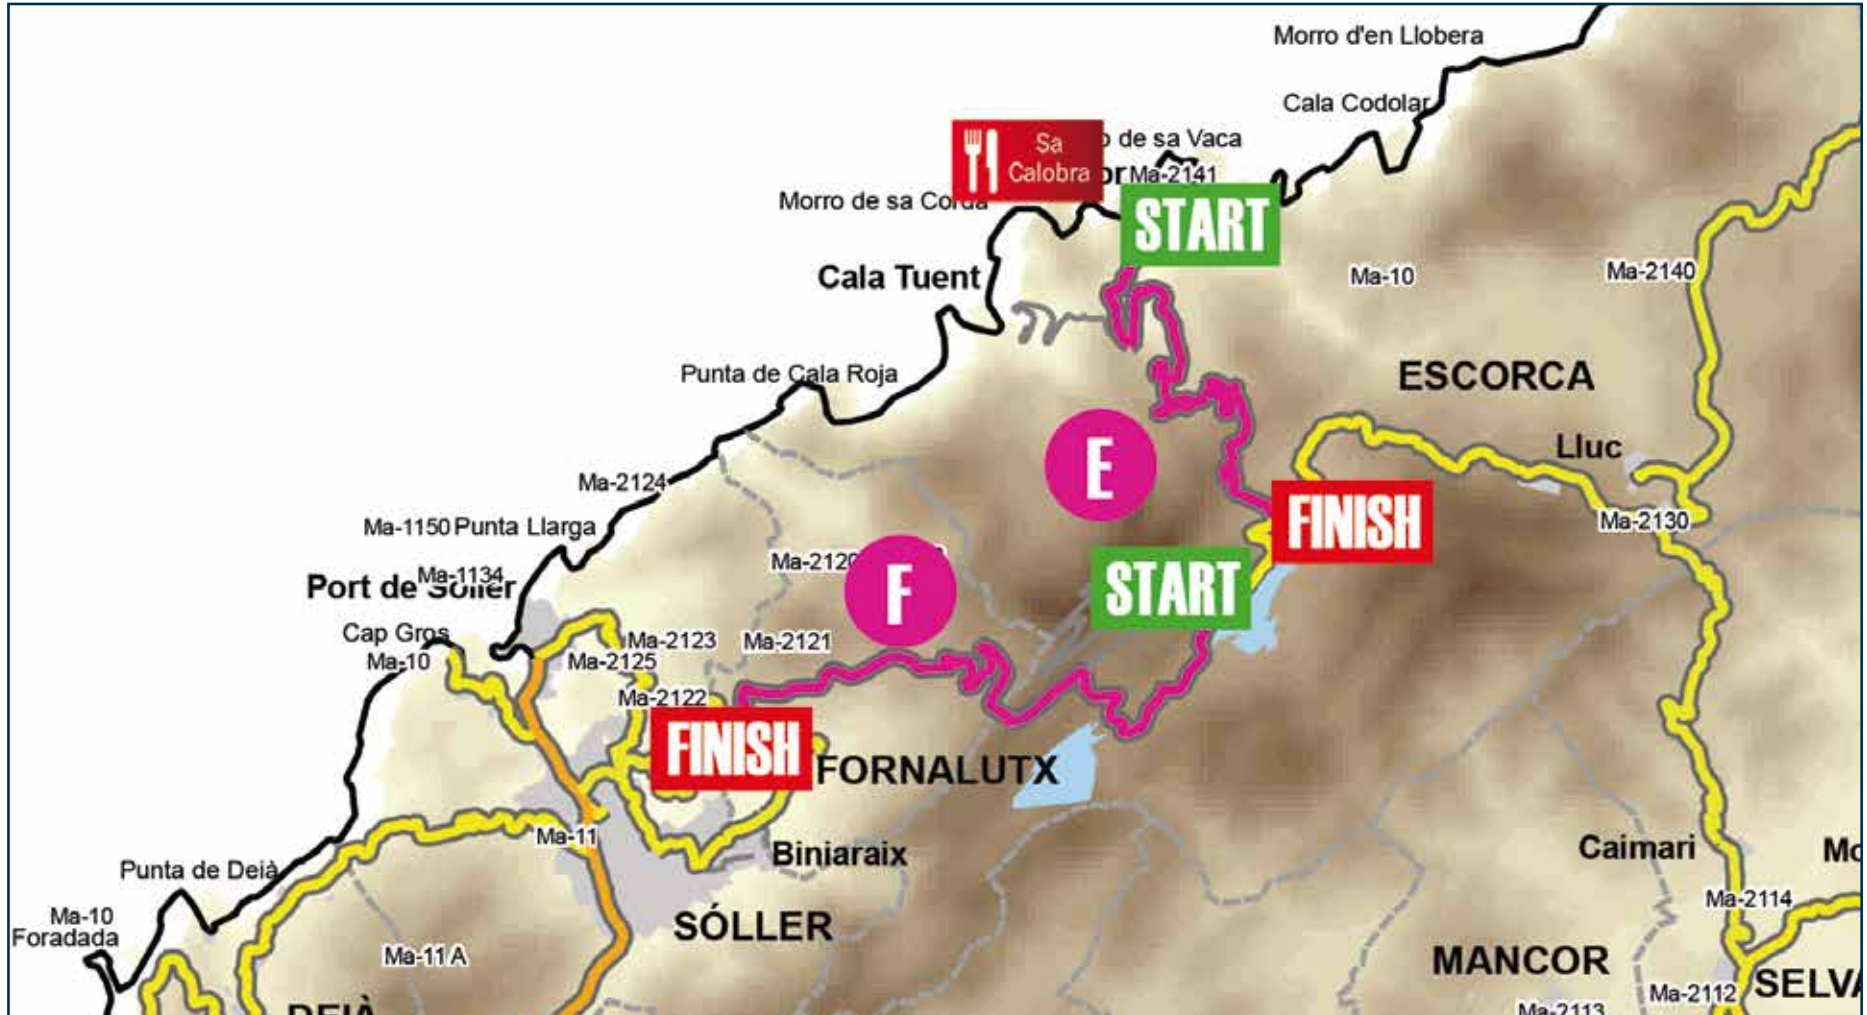 Morro d'en Llobera
Cala Codolar
Sa
Calobra
de sa Vaca
Ma-2141
Morro de sa Corda
START
Cala Tuent
Ma-10
Ma-2140
Punta de Cala Roja
ESCORCA
Lluc
E
Ma-2124
FINISH
Ma-2130
Ma-1150 Punta Llarga
Ma-2120
F
START
Ma-1134
Port de Sóller
Cap Gros
Ma-10
Ma-2123
Ma-2121
Ma-2125
Ma-2122
FINISH
FORNALUTX
Ma-11
Biniaraix
Caimari
Mo
Punta de Deià
Ma-2114
Ma-10
Foradada
SÓLLER
Ma-11 A
MANCOR
SELVA
Ma-2112
DEIÀ
Ma-2113